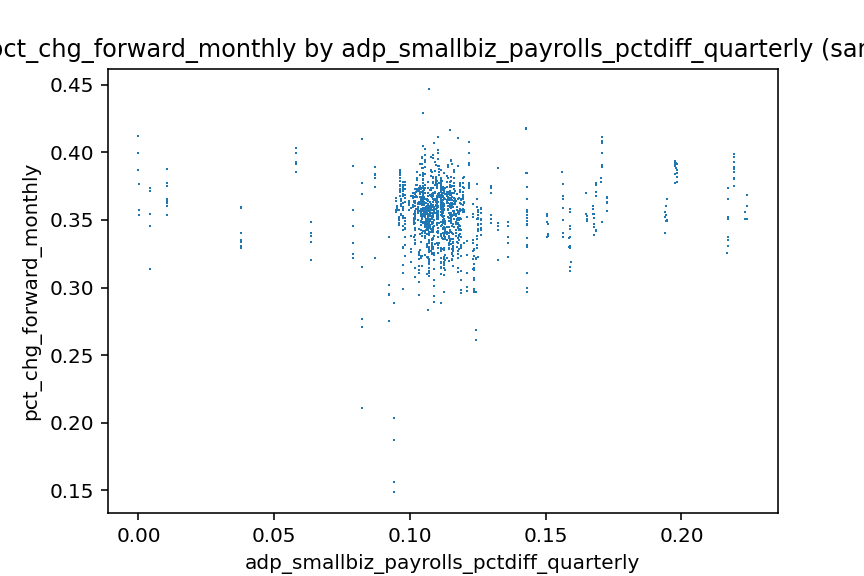 pct_chg_forward_monthly by adp_smallbiz_payrolls_pctdiff_quarterly (sam
0.45
0.40
0.35
0.30
0.25
0.20
0.15
pct_chg_forward_monthly
0.00 0.05 0.10 0.15 0.20
adp_smallbiz_payrolls_pctdiff_quarterly